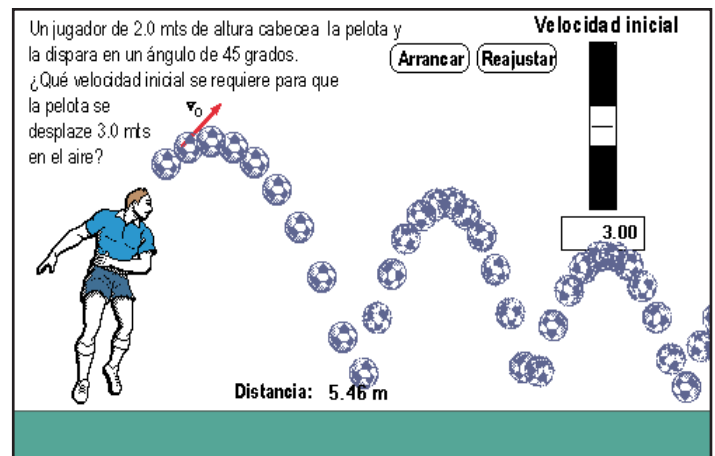 Un jugador de 2.0 mts de altura cabecea la pelota y
la dispara en un ángulo de 45 grados.
¿Qué velocidad inicial se requiere para que
la pelota se
desplaze 3.0 mts
en el aire?
vo
Velocidad inicial
Arrancar Reajustar
3.00
Distancia: 5.46 m